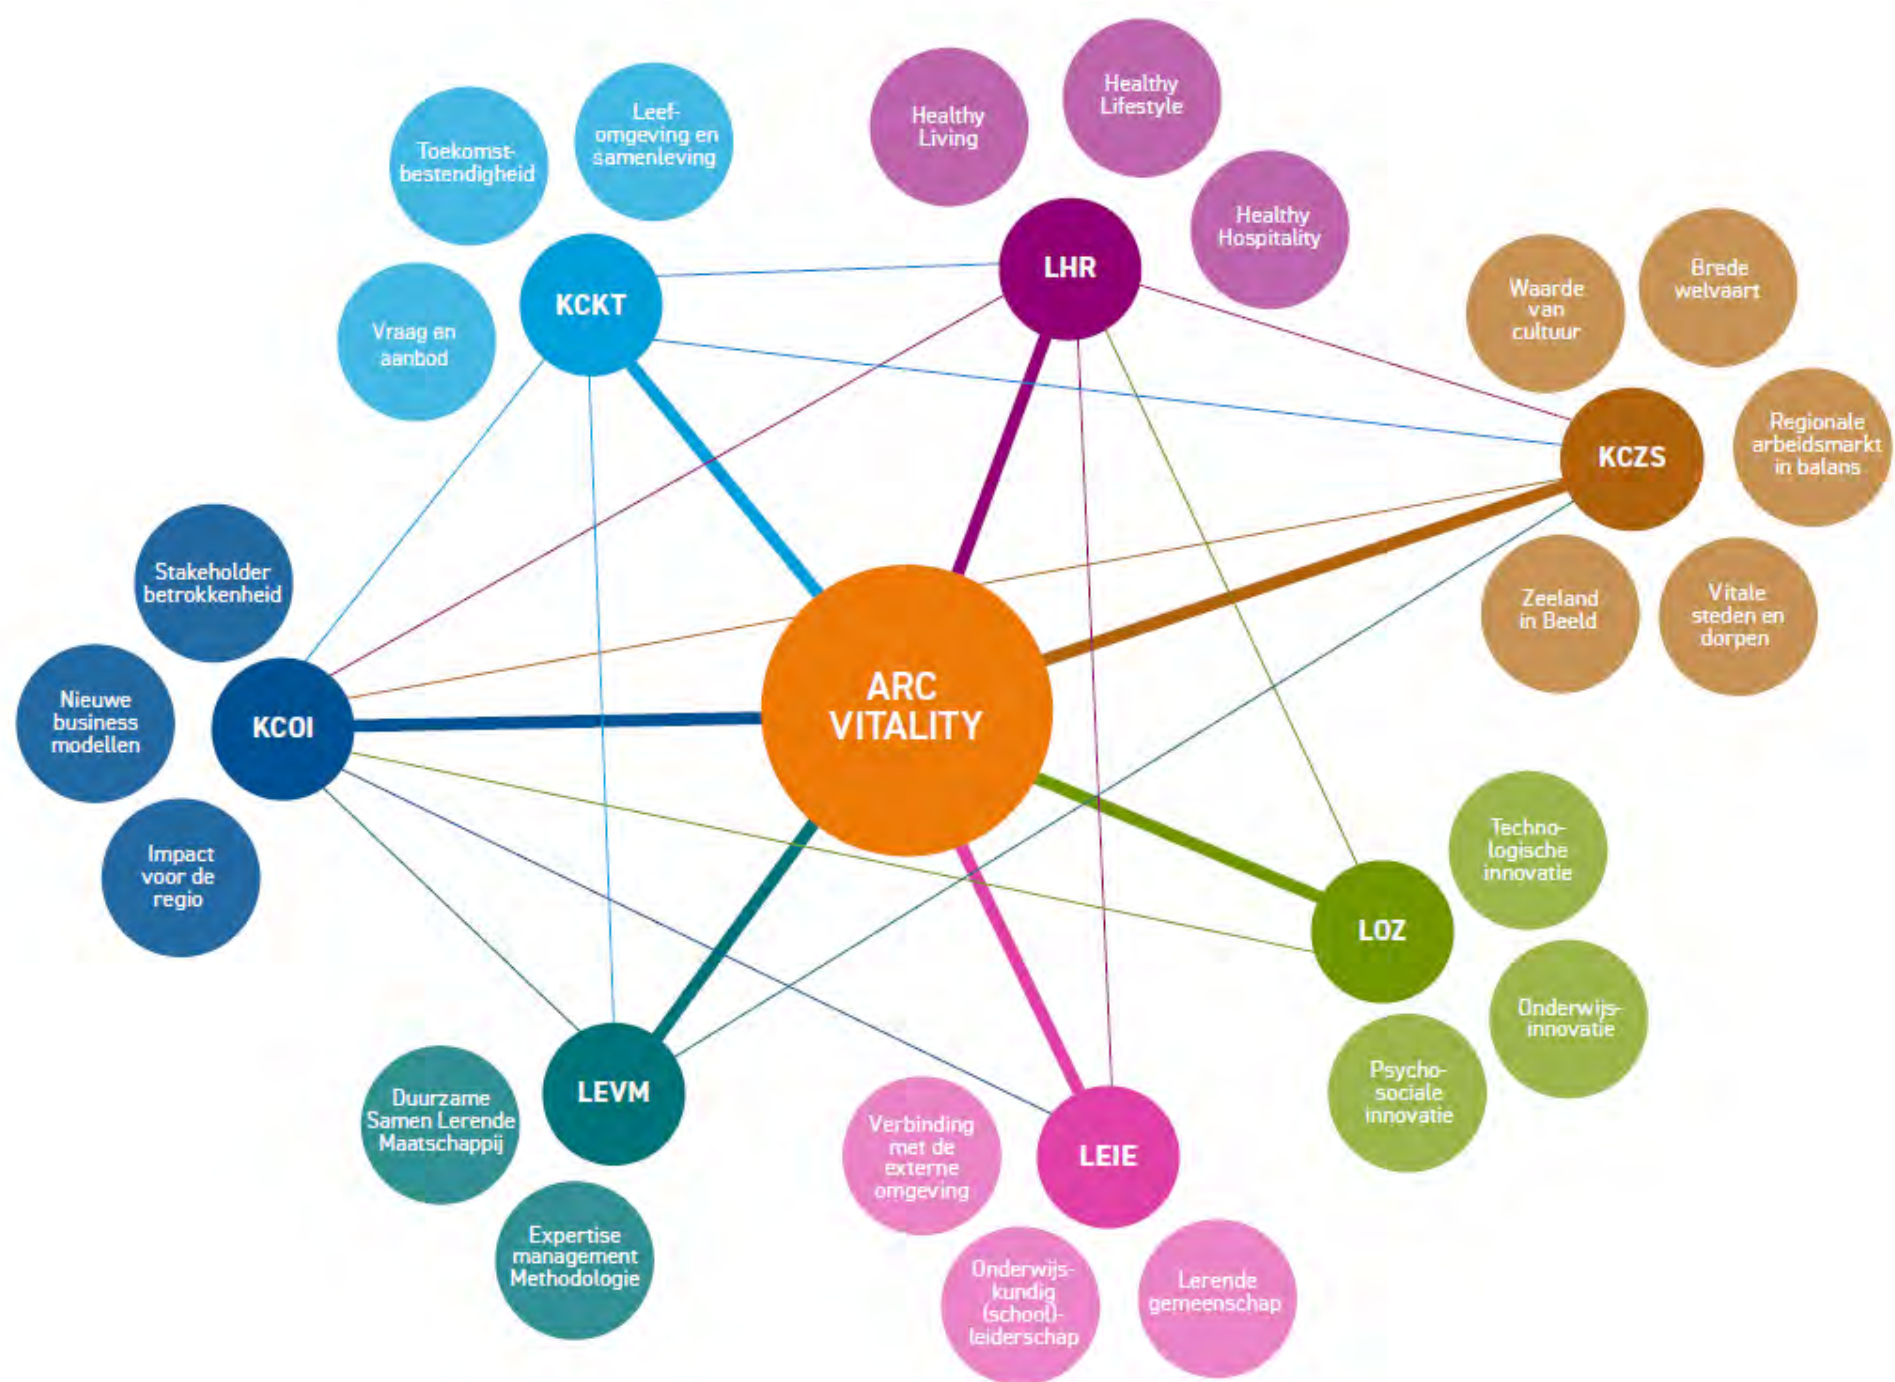 Healthy
Lifestyle
Healthy
Living
Leef-
omgeving en
samenleving
Toekomst-
bestendigheid
Healthy
Hospitality
LHR
KCKT
Vraag en
aanbod
Brede
welvaart
Waarde
van
cultuur
Regionale
arbeidsmarkt
in balans
KCZS
Zeeland
in Beeld
Vitale
steden en
dorpen
Stakeholder
betrokkenheid
Nieuwe
business
modellen
KCOI
Impact
voor de
regio
ARC
VITALITY
Techno-
logische
innovatie
LOZ
Onderwijs-
innovatie
Psycho-
sociale
innovatie
LEVM
Duurzame
Samen Lerende
Maatschappij
Expertise
management
Methodologie
LEIE
Verbinding
met de
externe
omgeving
Onderwijs-
kundig
(school)-
leiderschap
Lerende
gemeenschap